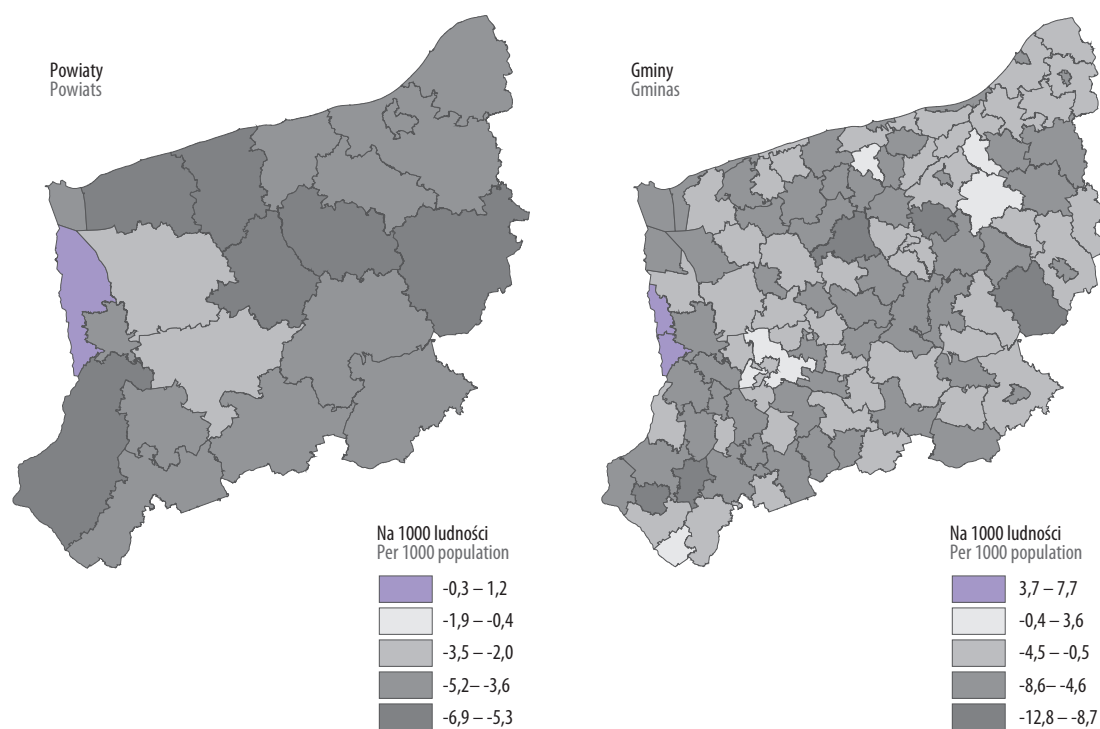 Powiaty
Powiats
Na 1000 ludności
Per 1000 population
-0,3 – 1,2
-1,9 – -0,4
-3,5 – -2,0
-5,2– -3,6
-6,9 – -5,3
Gminy
Gminas
Na 1000 ludności
Per 1000 population
3,7 – 7,7
-0,4 – 3,6
-4,5 – -0,5
-8,6– -4,6
-12,8 – -8,7